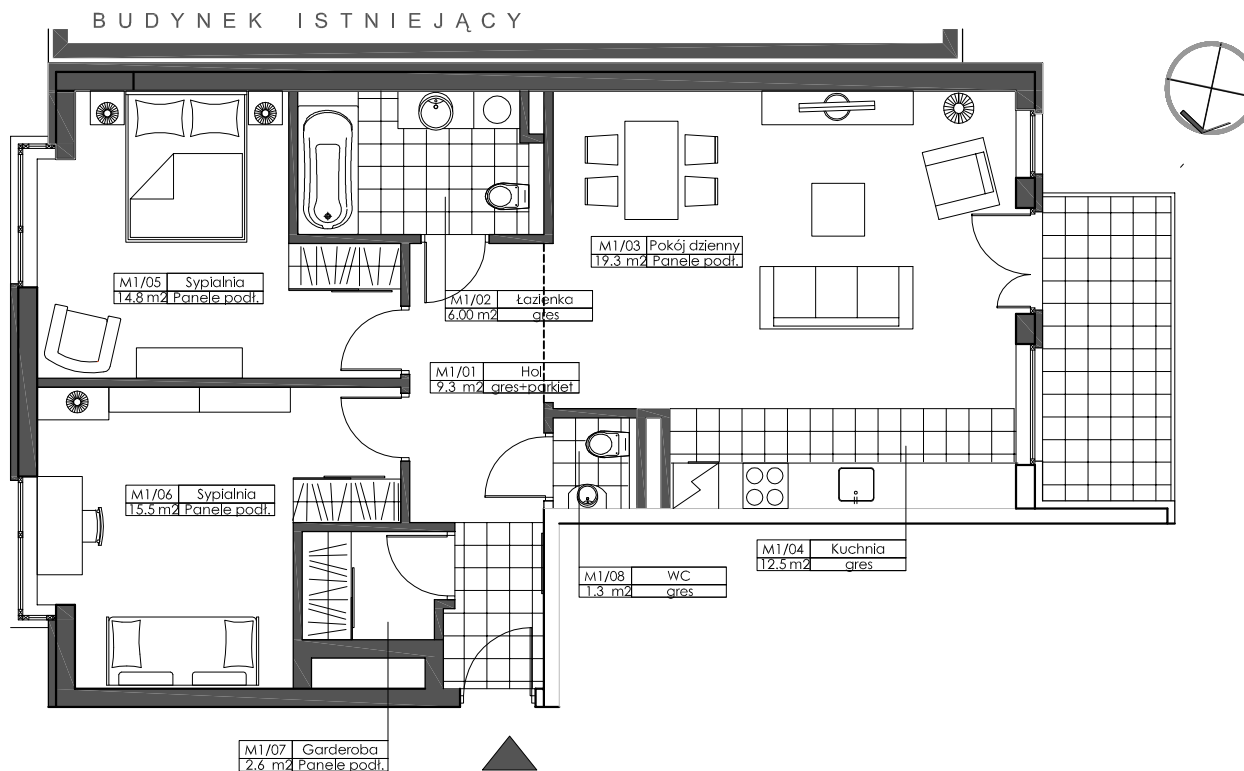 BUDYNEK ISTNIEJĄCY
M1/03 Pokój dzienny
19.3 m2 Panele podł.
M1/05 Sypialnia
14.8 m2 Panele podł.
M1/02 Łazienka
6.00 m2 gres
M1/01 Hol
9.3 m2 gres+parkiet
M1/06 Sypialnia
15.5 m2 Panele podł.
M1/04 Kuchnia
12.5 m2 gres
M1/08 WC
1.3 m2 gres
M1/07 Garderoba
2.6 m2 Panele podł.